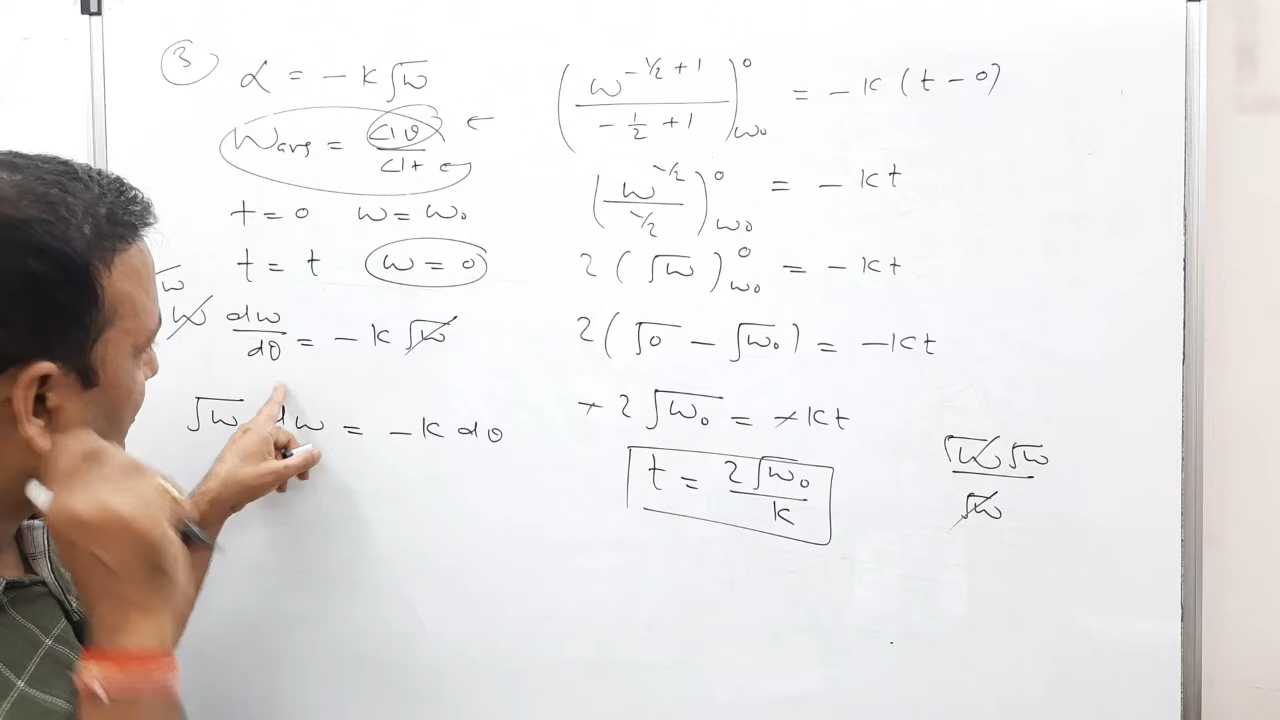 3
α = - k √ω
ωavg = dθ/dt ←
t = 0 ω = ω₀
t = t ω = 0
√ω
ω dω/dθ = - k √ω
√ω dω = - k dθ
(ω^(-1/2 + 1)/(-1/2 + 1))^0_ω₀ = - k (t - 0)
(ω^(-1/2)/(1/2))^0_ω₀ = - kt
2 (√ω)^0_ω₀ = - kt
2 (√0 - √ω₀) = - kt
- 2 √ω₀ = - kt
t = 2√ω₀/k
√ω √ω/√ω